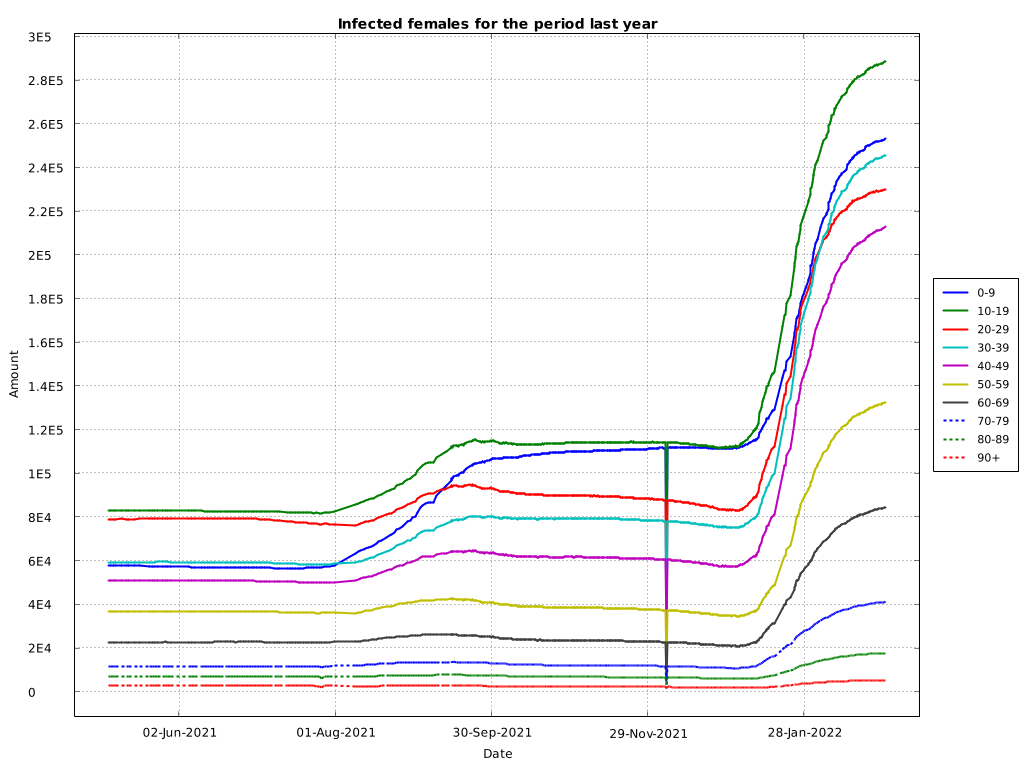 Infected females for the period last year
3E5
2.8E5
2.6E5
2.4E5
2.2E5
2E5
1.8E5
1.6E5
1.4E5
1.2E5
1E5
8E4
6E4
4E4
2E4
0
Amount
02-Jun-2021
01-Aug-2021
30-Sep-2021
29-Nov-2021
28-Jan-2022
Date
0-9
10-19
20-29
30-39
40-49
50-59
60-69
70-79
80-89
90+